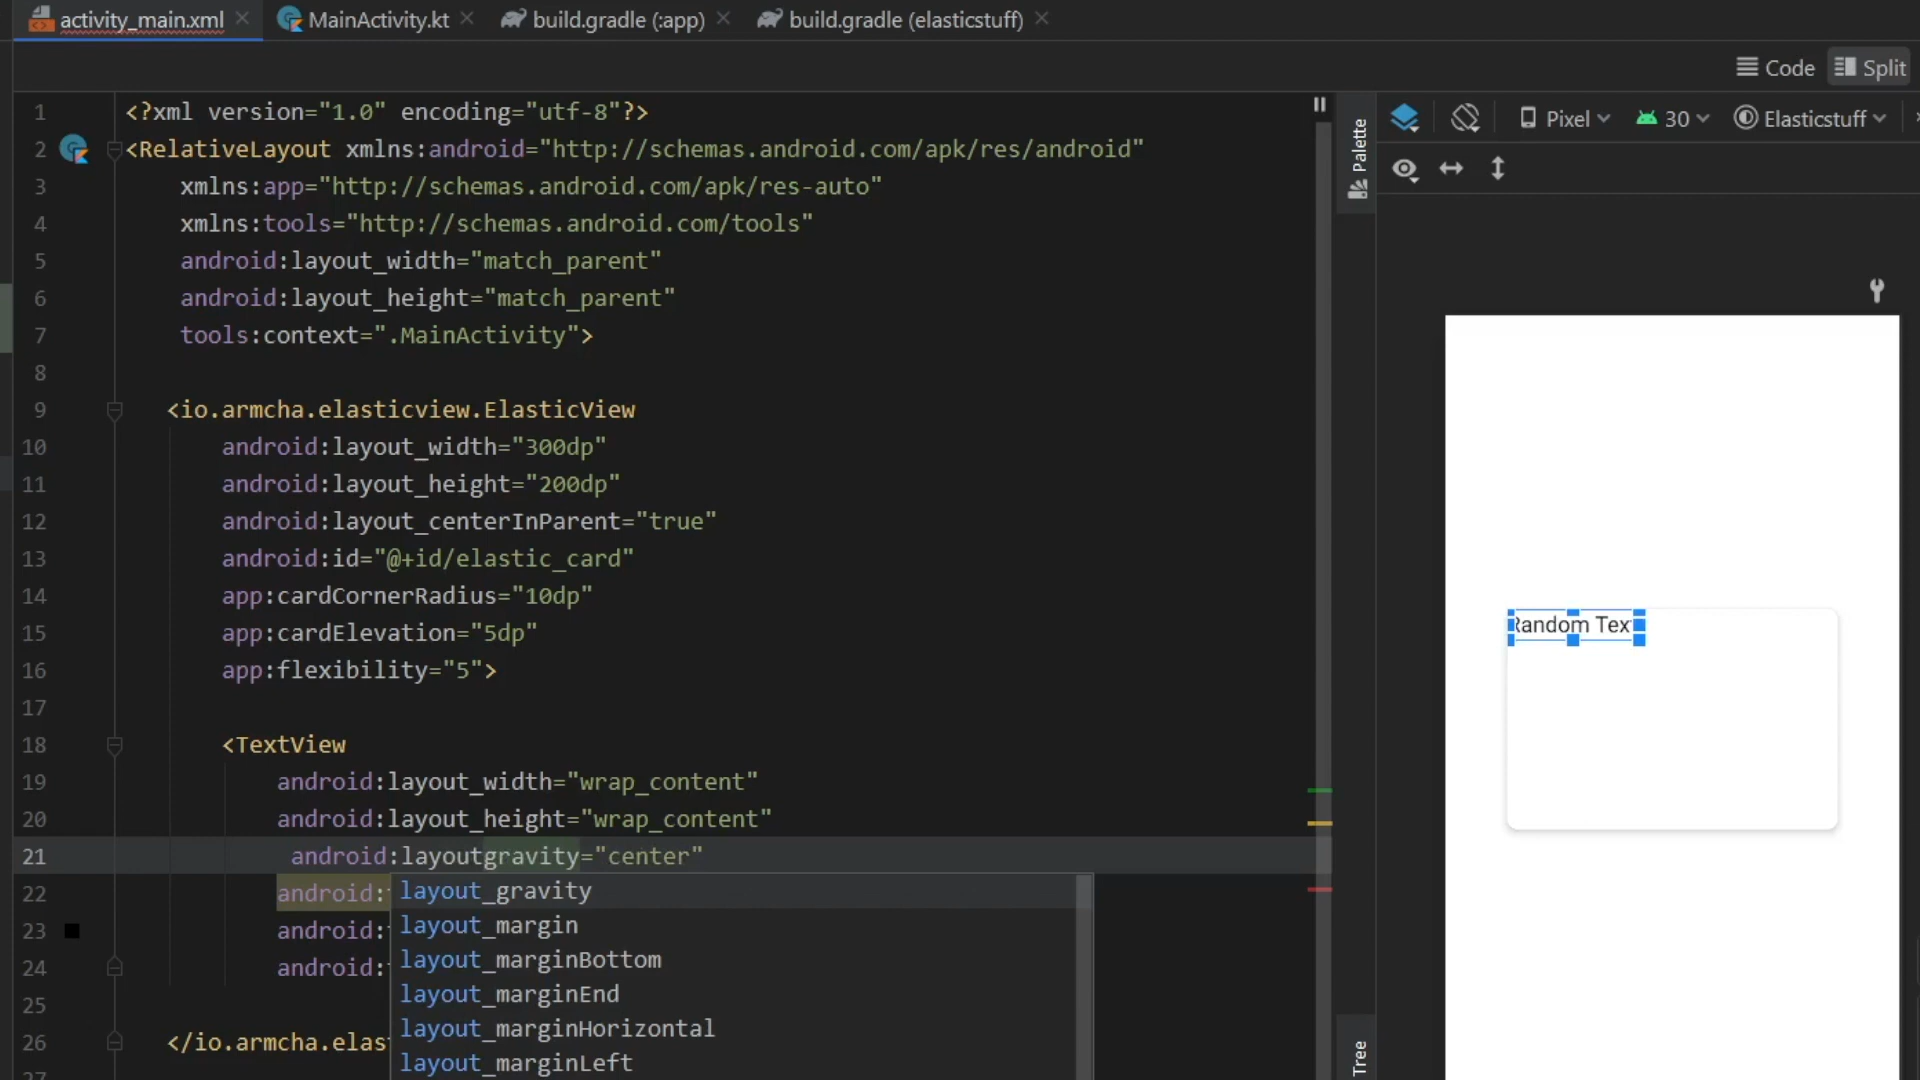 activity_main.xml MainActivity.kt build.gradle (:app) build.gradle (elasticstuff)
Code Split
1 <?xml version="1.0" encoding="utf-8"?>
2 <RelativeLayout xmlns:android="http://schemas.android.com/apk/res/android"
3 xmlns:app="http://schemas.android.com/apk/res-auto"
4 xmlns:tools="http://schemas.android.com/tools"
5 android:layout_width="match_parent"
6 android:layout_height="match_parent"
7 tools:context=".MainActivity">
8
9 <io.armcha.elasticview.ElasticView
10 android:layout_width="300dp"
11 android:layout_height="200dp"
12 android:layout_centerInParent="true"
13 android:id="@+id/elastic_card"
14 app:cardCornerRadius="10dp"
15 app:cardElevation="5dp"
16 app:flexibility="5">
17
18 <TextView
19 android:layout_width="wrap_content"
20 android:layout_height="wrap_content"
21 android:layoutgravity="center"
22 android:
23 android:
24 android:
25
26 </io.armcha.elas
27
layout_gravity
layout_margin
layout_marginBottom
layout_marginEnd
layout_marginHorizontal
layout_marginLeft
Palette
Pixel 30 Elasticstuff
Random Tex
Tree